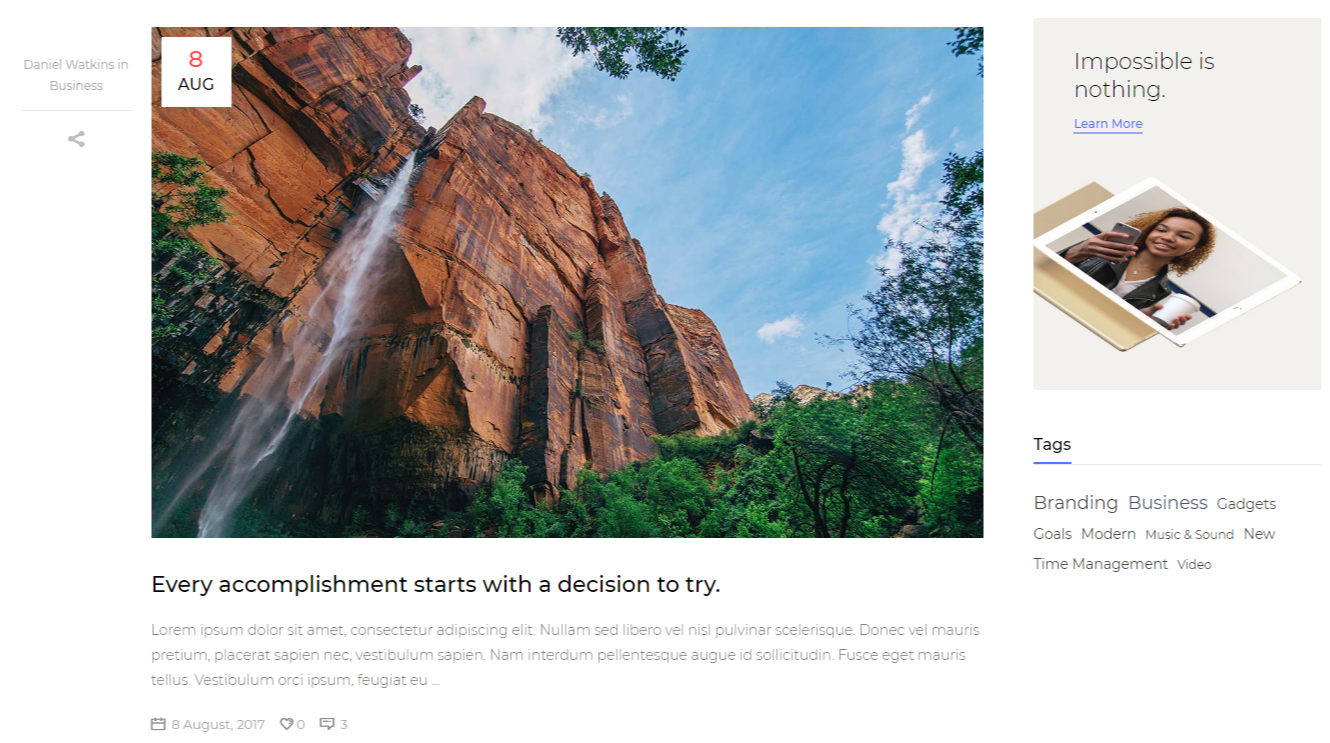 Daniel Watkins in
Business
8
AUG
Every accomplishment starts with a decision to try.
Lorem ipsum dolor sit amet, consectetur adipiscing elit. Nullam sed libero vel nisl pulvinar scelerisque. Donec vel mauris
pretium, placerat sapien nec, vestibulum sapien. Nam interdum pellentesque augue id sollicitudin. Fusce eget mauris
tellus. Vestibulum orci ipsum, feugiat eu ...
8 August, 2017 0 3
Impossible is
nothing.
Learn More
Tags
Branding Business Gadgets
Goals Modern Music & Sound New
Time Management Video